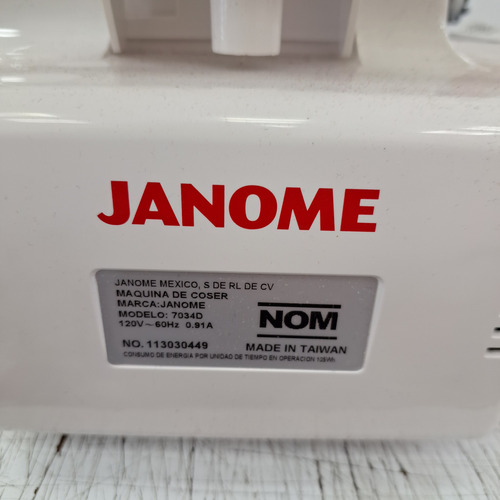 JANOME
JANOME MEXICO, S DE RL DE CV
MAQUINA DE COSER
MARCA:JANOME
MODELO: 7034D
120V~60Hz 0.91A
NOM
NO. 113030449
MADE IN TAIWAN
CONSUMO DE ENERGIA POR UNIDAD DE TIEMPO EN OPERACION